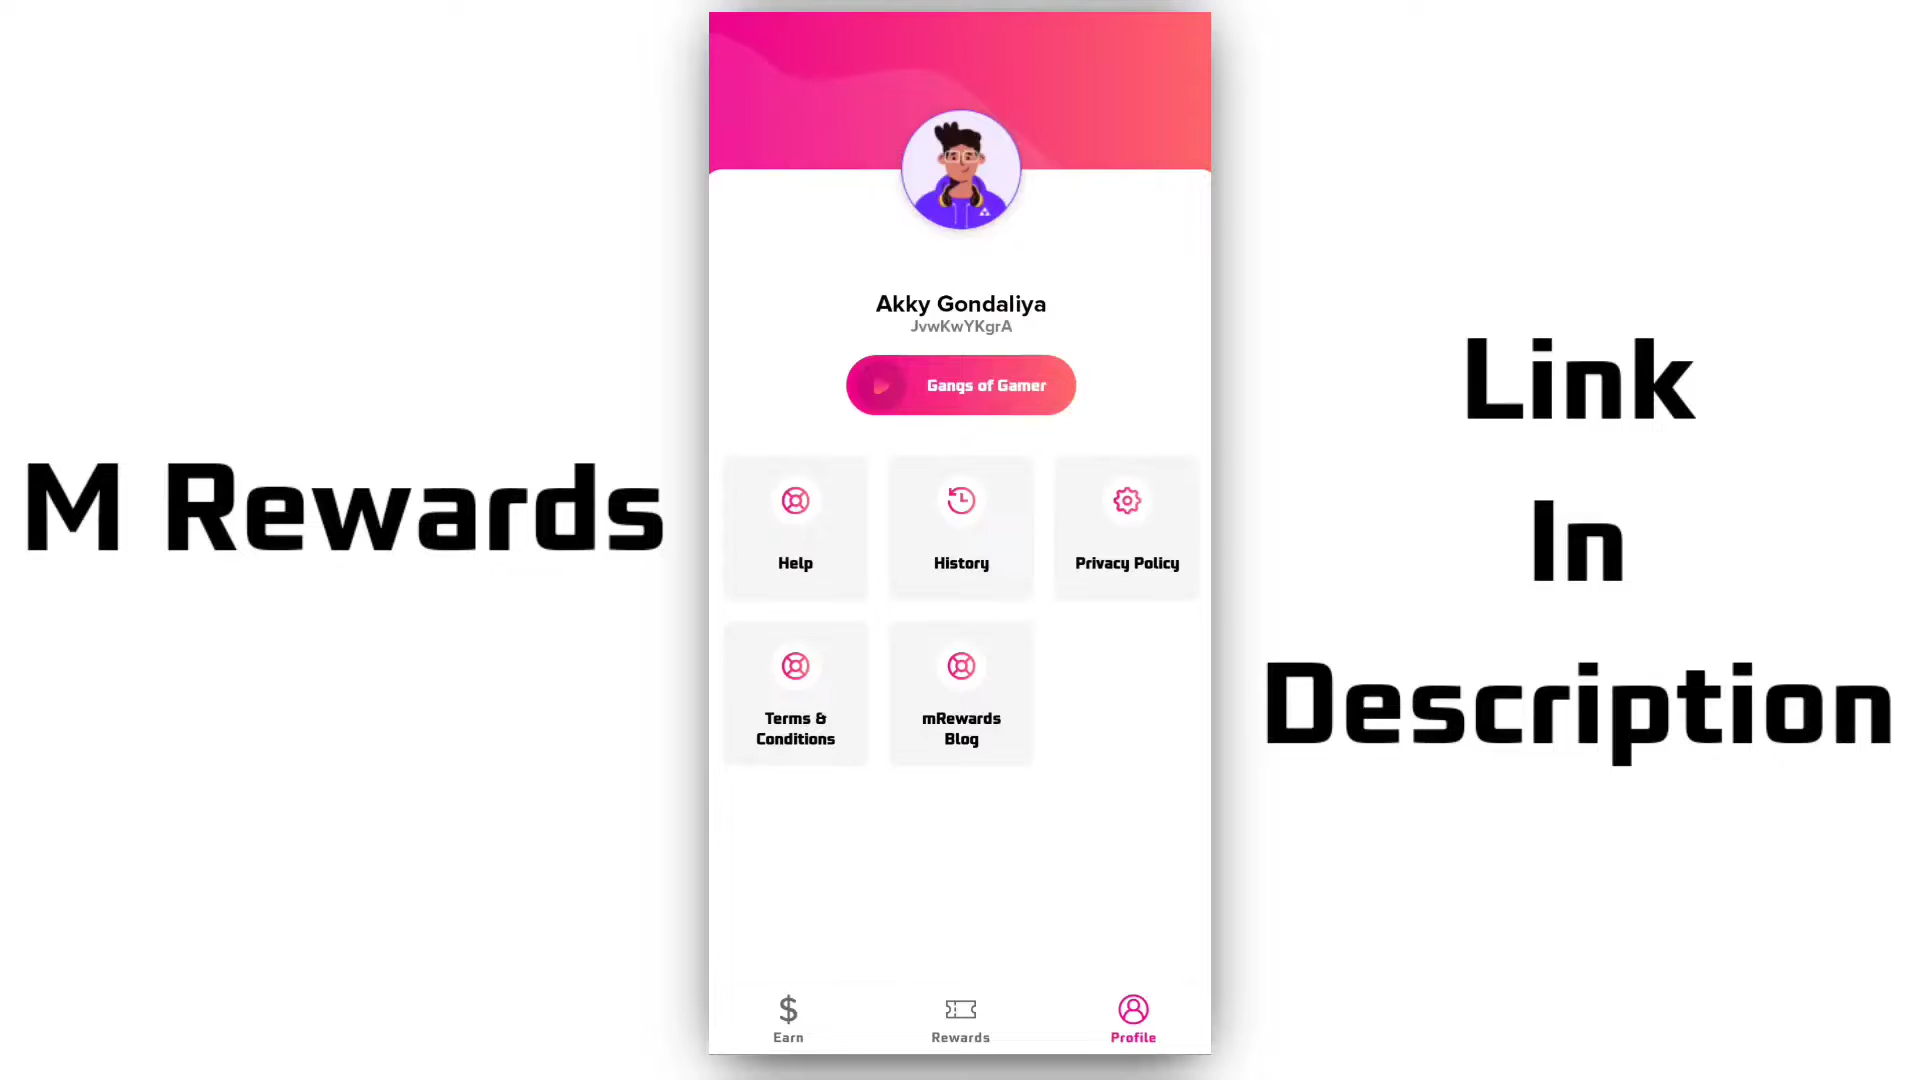 M Rewards
Akky Gondaliya
JvwKwYKgrA
Gangs of Gamer
Help
History
Privacy Policy
Terms &
Conditions
mRewards
Blog
$
Earn
Rewards
Profile
Link
In
Description